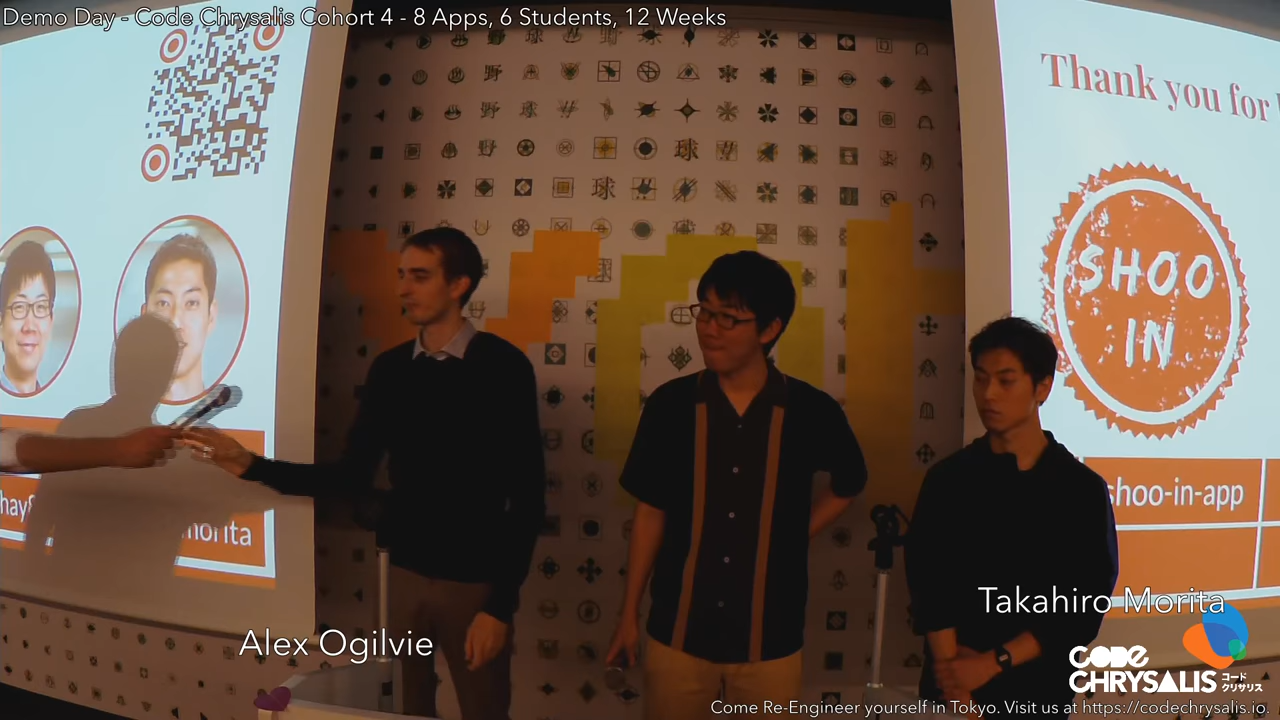 Demo Day - Code Chrysalis Cohort 4 - 8 Apps, 6 Students, 12 Weeks
Thank you for
SHOO
IN
shoo-in-app
morita
Takahiro Morita
Alex Ogilvie
CODE
CHRYSALIS
コード
クリサリス
Come Re-Engineer yourself in Tokyo. Visit us at https://codechrysalis.io